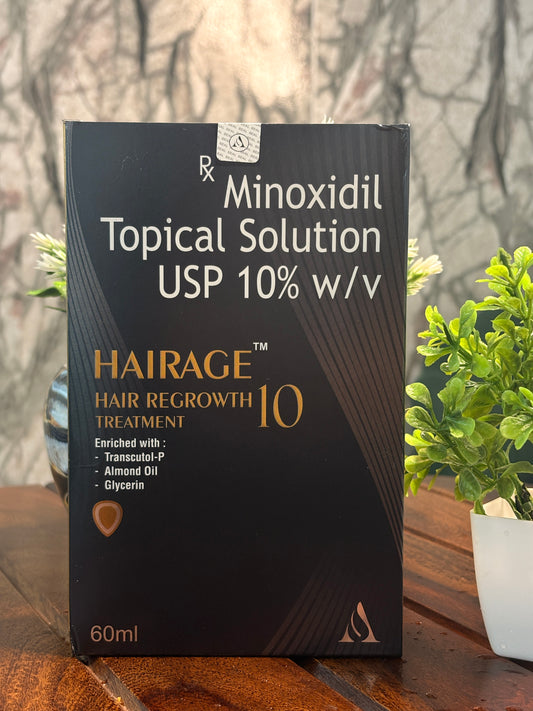 Rx Minoxidil
Topical Solution
USP 10% w/v
HAIRAGE™
HAIR REGROWTH 10
TREATMENT
Enriched with :
- Transcutol-P
- Almond Oil
- Glycerin
60ml